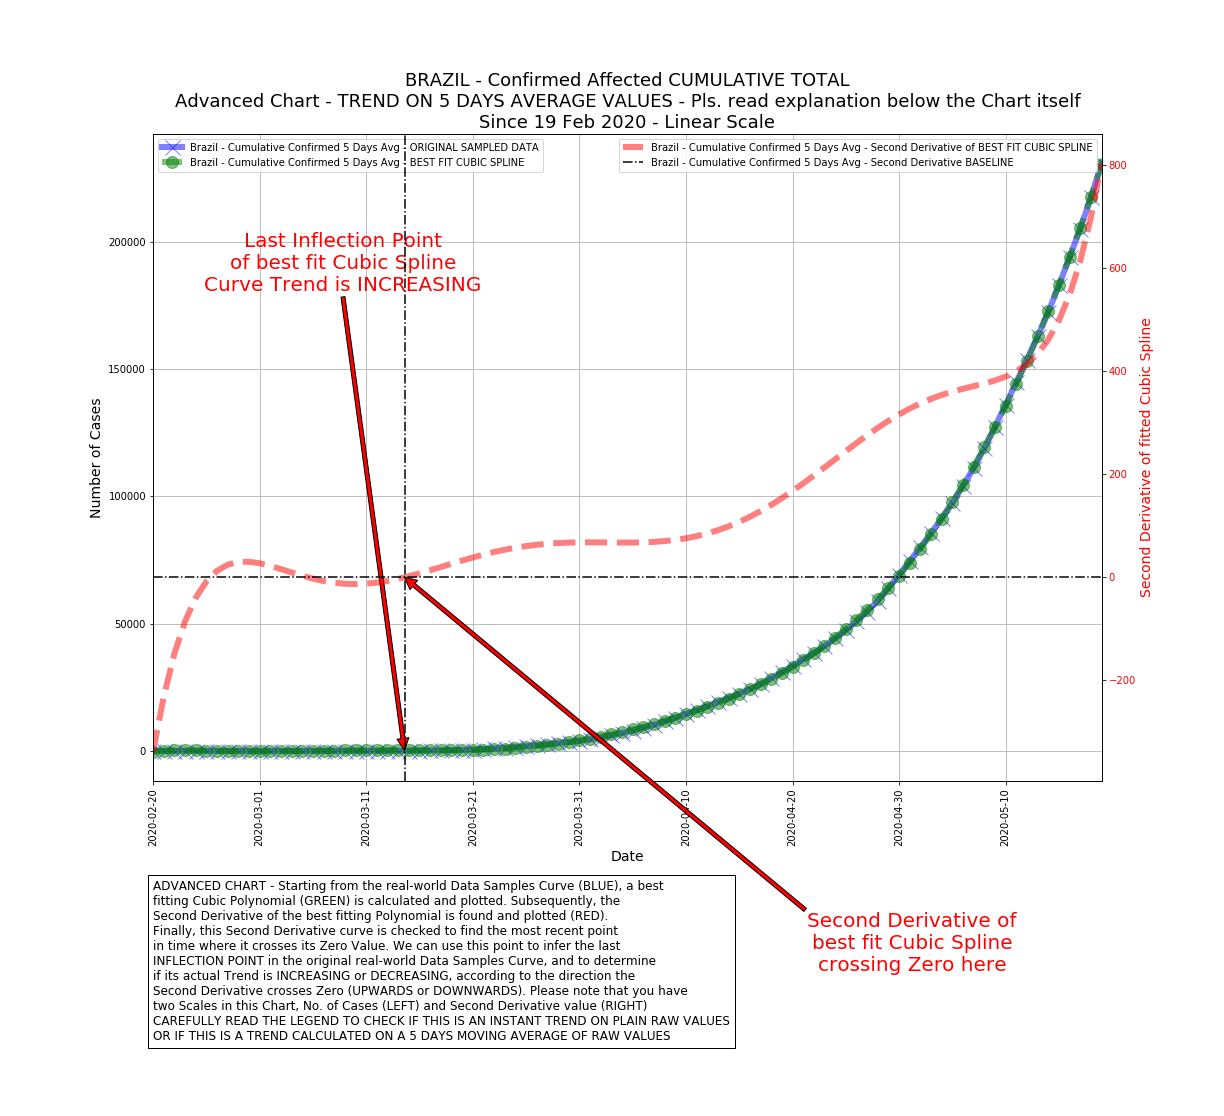 BRAZIL - Confirmed Affected CUMULATIVE TOTAL
Advanced Chart - TREND ON 5 DAYS AVERAGE VALUES - Pls. read explanation below the Chart itself
Since 19 Feb 2020 - Linear Scale
Brazil - Cumulative Confirmed 5 Days Avg - ORIGINAL SAMPLED DATA
Brazil - Cumulative Confirmed 5 Days Avg - BEST FIT CUBIC SPLINE
Brazil - Cumulative Confirmed 5 Days Avg - Second Derivative of BEST FIT CUBIC SPLINE
Brazil - Cumulative Confirmed 5 Days Avg - Second Derivative BASELINE
Last Inflection Point
of best fit Cubic Spline
Curve Trend is INCREASING
Number of Cases
200000
150000
100000
50000
0
800
600
400
200
0
−200
Second Derivative of fitted Cubic Spline
2020-02-20
2020-03-01
2020-03-11
2020-03-21
2020-03-31
2020-04-10
2020-04-20
2020-04-30
2020-05-10
Date
ADVANCED CHART - Starting from the real-world Data Samples Curve (BLUE), a best
fitting Cubic Polynomial (GREEN) is calculated and plotted. Subsequently, the
Second Derivative of the best fitting Polynomial is found and plotted (RED).
Finally, this Second Derivative curve is checked to find the most recent point
in time where it crosses its Zero Value. We can use this point to infer the last
INFLECTION POINT in the original real-world Data Samples Curve, and to determine
if its actual Trend is INCREASING or DECREASING, according to the direction the
Second Derivative crosses Zero (UPWARDS or DOWNWARDS). Please note that you have
two Scales in this Chart, No. of Cases (LEFT) and Second Derivative value (RIGHT)
CAREFULLY READ THE LEGEND TO CHECK IF THIS IS AN INSTANT TREND ON PLAIN RAW VALUES
OR IF THIS IS A TREND CALCULATED ON A 5 DAYS MOVING AVERAGE OF RAW VALUES
Second Derivative of
best fit Cubic Spline
crossing Zero here